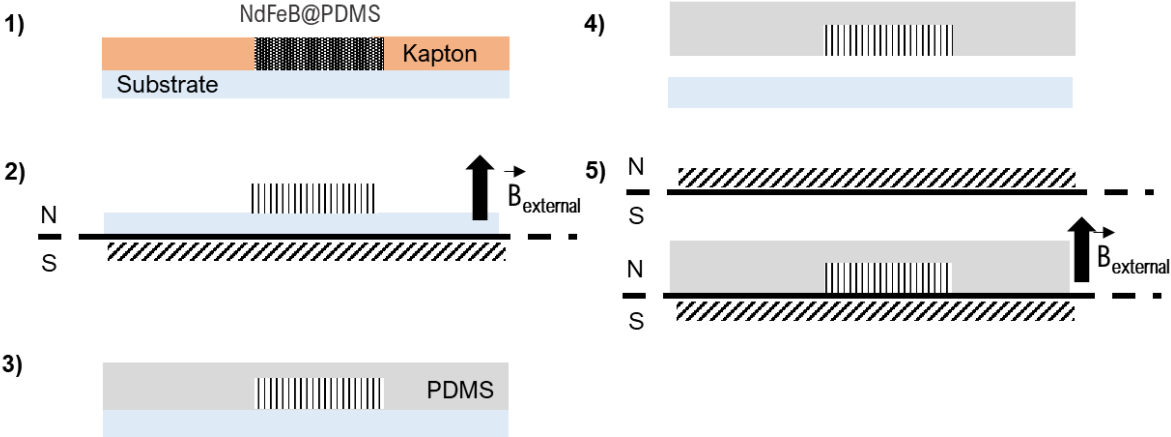 1)
NdFeB@PDMS
Kapton
Substrate
2)
N
S
B external
3)
PDMS
4)
5)
N
S
N
S
B external